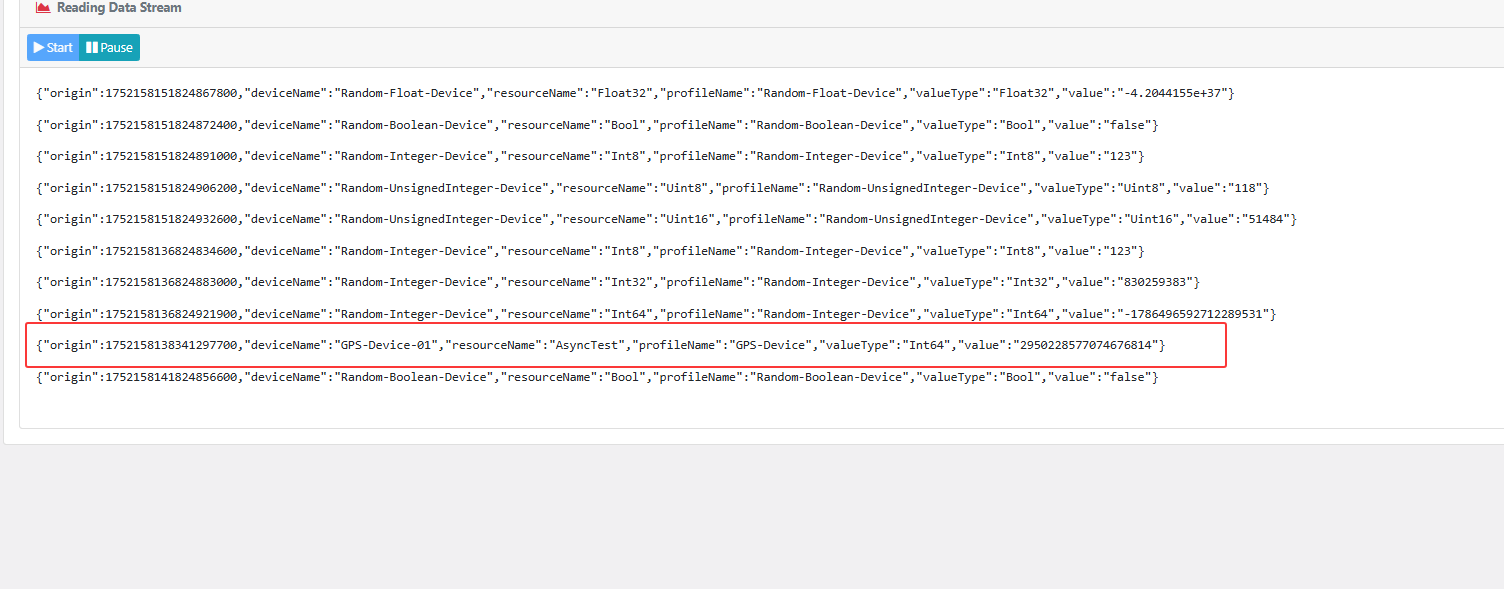 Reading Data Stream
Start Pause
{"origin":1752158151824867800,"deviceName":"Random-Float-Device","resourceName":"Float32","profileName":"Random-Float-Device","valueType":"Float32","value":"-4.2044155e+37"}
{"origin":1752158151824872400,"deviceName":"Random-Boolean-Device","resourceName":"Bool","profileName":"Random-Boolean-Device","valueType":"Bool","value":"false"}
{"origin":1752158151824891000,"deviceName":"Random-Integer-Device","resourceName":"Int8","profileName":"Random-Integer-Device","valueType":"Int8","value":"123"}
{"origin":1752158151824906200,"deviceName":"Random-UnsignedInteger-Device","resourceName":"Uint8","profileName":"Random-UnsignedInteger-Device","valueType":"Uint8","value":"118"}
{"origin":1752158151824932600,"deviceName":"Random-UnsignedInteger-Device","resourceName":"Uint16","profileName":"Random-UnsignedInteger-Device","valueType":"Uint16","value":"51484"}
{"origin":1752158136824834600,"deviceName":"Random-Integer-Device","resourceName":"Int8","profileName":"Random-Integer-Device","valueType":"Int8","value":"123"}
{"origin":1752158136824883000,"deviceName":"Random-Integer-Device","resourceName":"Int32","profileName":"Random-Integer-Device","valueType":"Int32","value":"830259383"}
{"origin":1752158136824921900,"deviceName":"Random-Integer-Device","resourceName":"Int64","profileName":"Random-Integer-Device","valueType":"Int64","value":"-1786496592712289531"}
{"origin":1752158138341297700,"deviceName":"GPS-Device-01","resourceName":"AsyncTest","profileName":"GPS-Device","valueType":"Int64","value":"2950228577074676814"}
{"origin":1752158141824856600,"deviceName":"Random-Boolean-Device","resourceName":"Bool","profileName":"Random-Boolean-Device","valueType":"Bool","value":"false"}